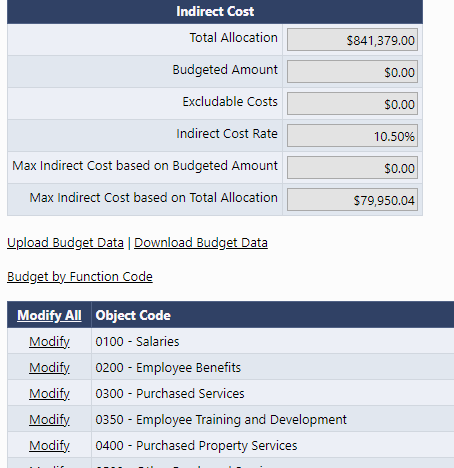 Indirect Cost
Total Allocation $841,379.00
Budgeted Amount $0.00
Excludable Costs $0.00
Indirect Cost Rate 10.50%
Max Indirect Cost based on Budgeted Amount $0.00
Max Indirect Cost based on Total Allocation $79,950.04
Upload Budget Data | Download Budget Data
Budget by Function Code
Modify All Object Code
Modify 0100 - Salaries
Modify 0200 - Employee Benefits
Modify 0300 - Purchased Services
Modify 0350 - Employee Training and Development
Modify 0400 - Purchased Property Services